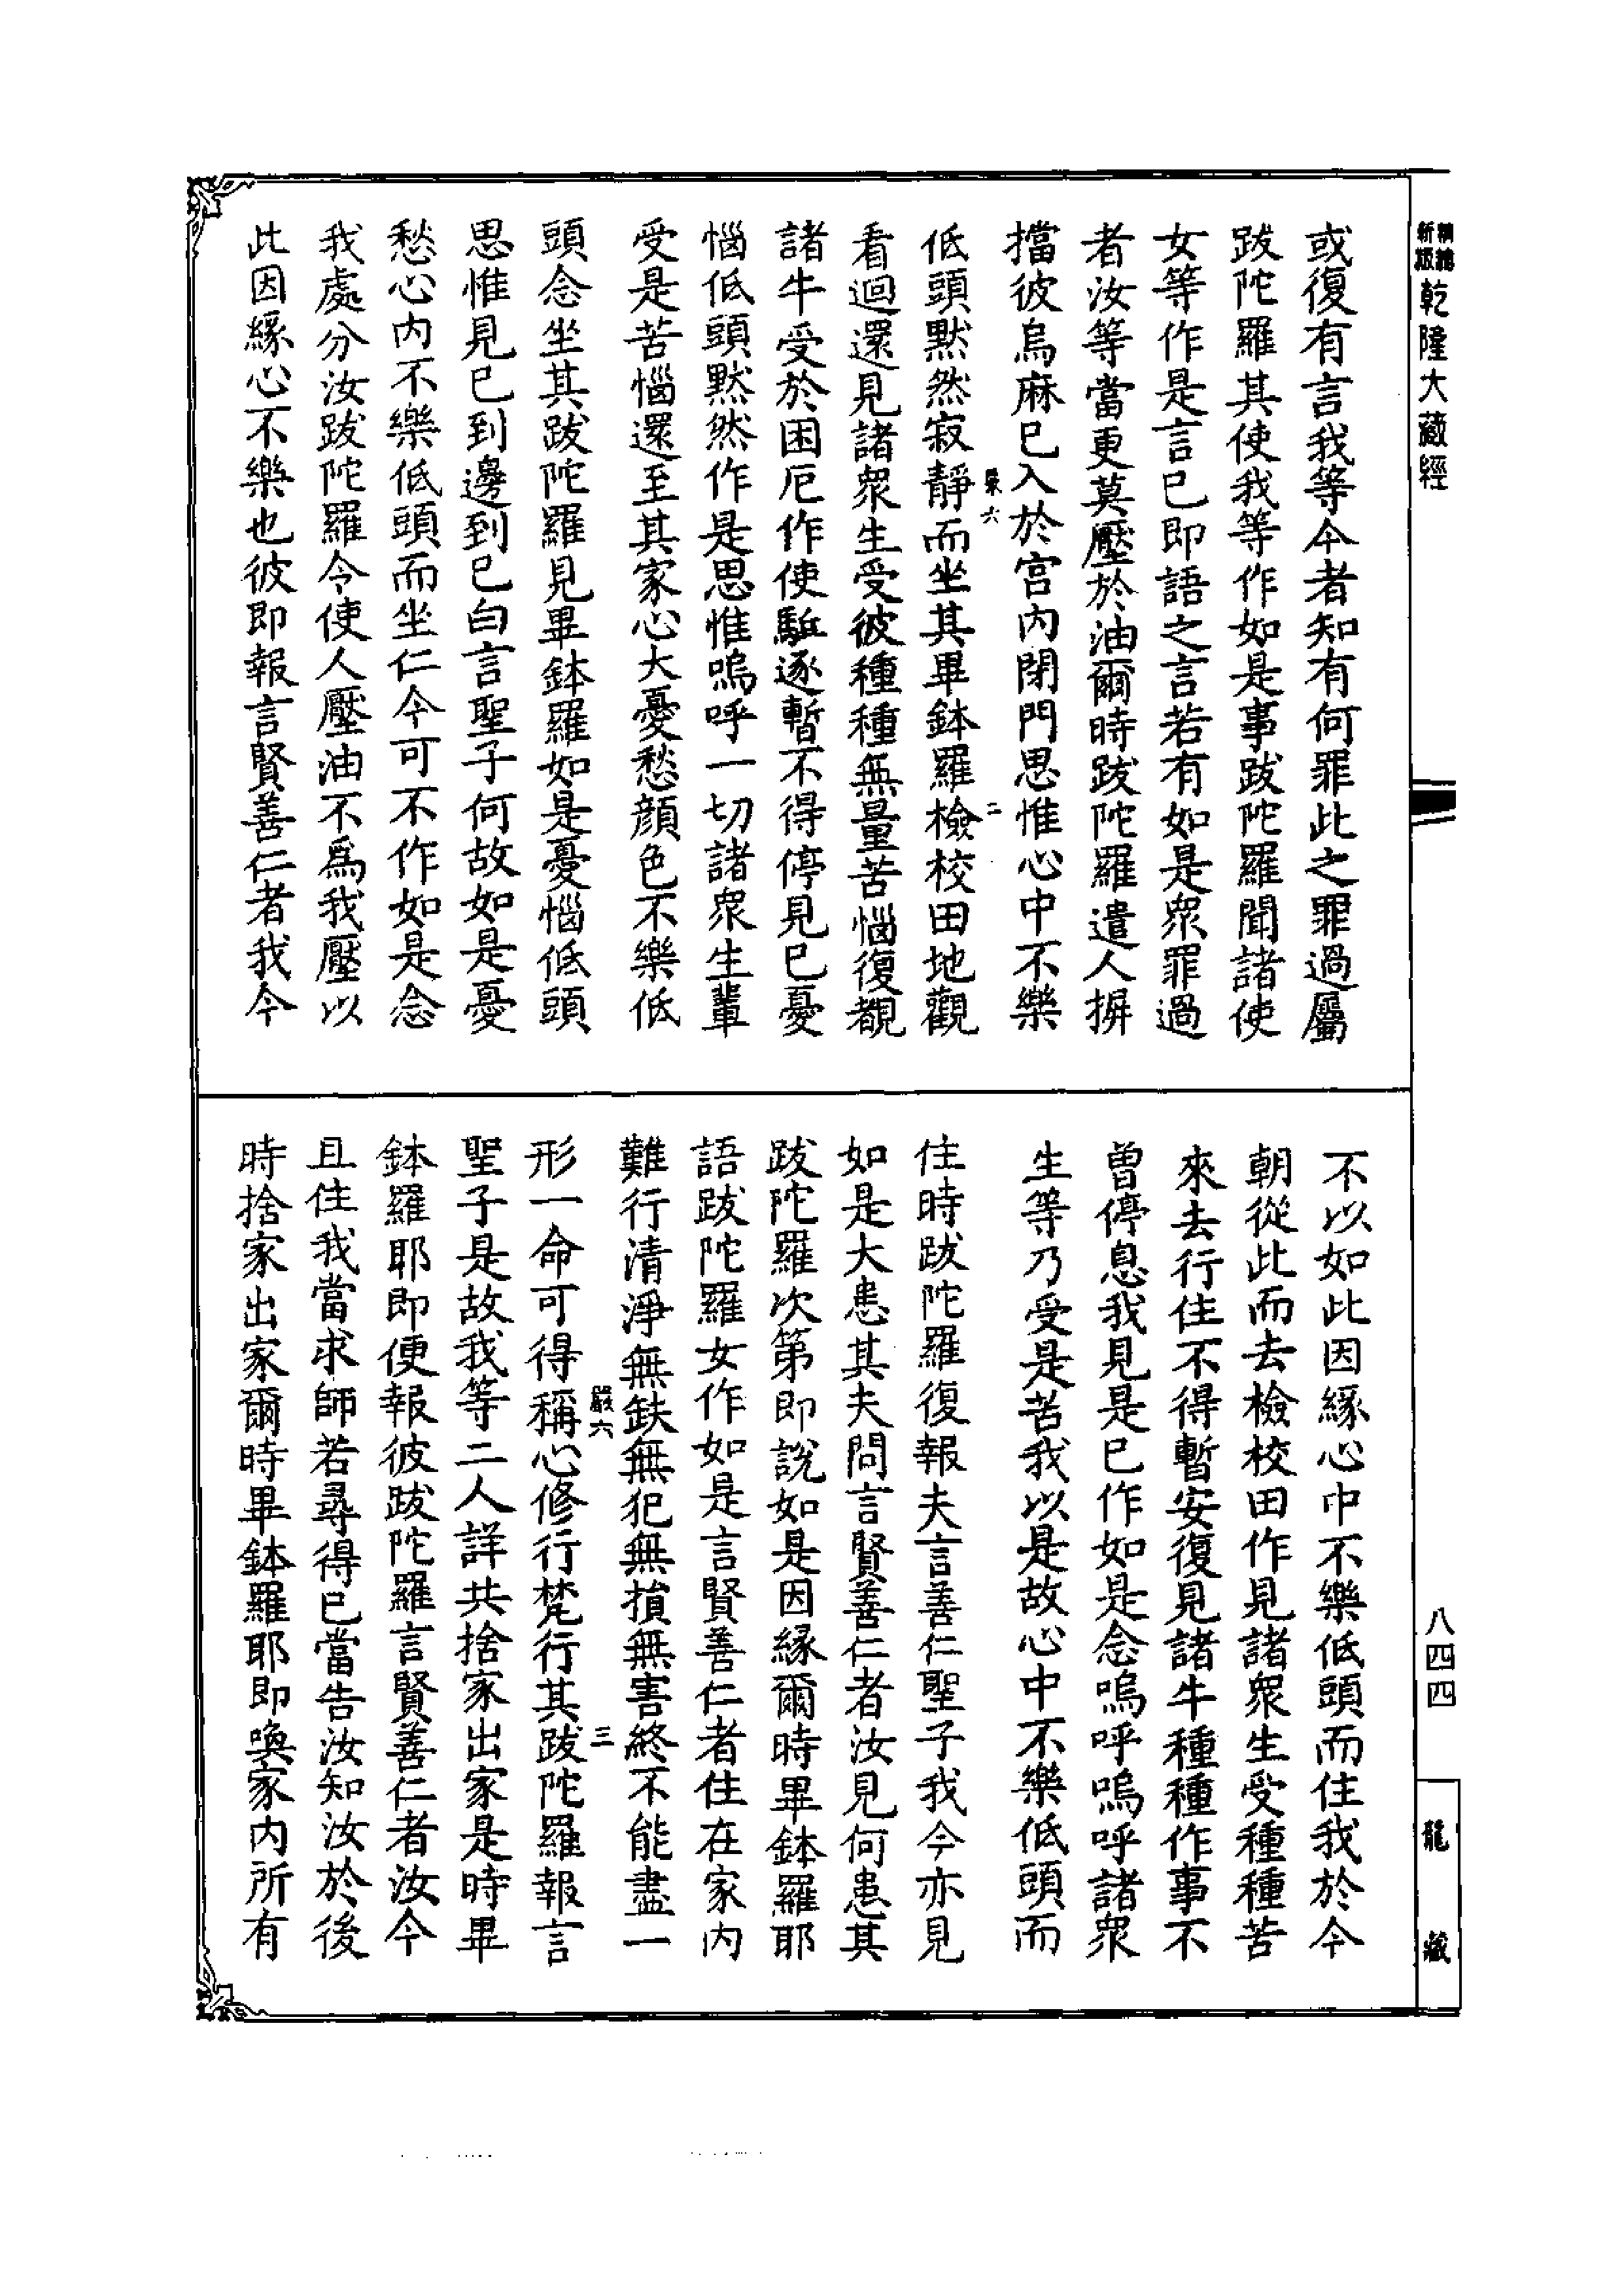 乾隆大藏經
或復有言我等今者知有何罪此之罪過屬
跋陀羅其使我等作如是事跋陀羅聞諸使
女等作是言已即語之言若有如是衆罪過
者汝等當更莫壓於油爾時跋陀羅遣人摒
擋彼烏麻已入於宮内閉門思惟心中不樂
低頭默然寂靜而坐其畢鉢羅檢校田地觀
看迴還見諸衆生受彼種種無量苦惱復覩
諸牛受於困厄作使駈逐暫不得停見已憂
惱低頭默然作是思惟嗚呼一切諸衆生輩
受是苦惱還至其家心大憂愁顔色不樂低
頭念坐其跋陀羅見畢鉢羅如是憂惱低頭
思惟見已到邊到已白言聖子何故如是憂
愁心内不樂低頭而坐仁今可不作如是念
我處分汝跋陀羅令使人壓油不爲我壓以
此因緣心不樂也彼即報言賢善仁者我今
不以如此因緣心中不樂低頭而住我於今
朝從此而去檢校田作見諸衆生受種種苦
來去行住不得暫安復見諸牛種種作事不
曾停息我見是已作如是念嗚呼嗚呼諸衆
生等乃受是苦我以是故心中不樂低頭而
住時跋陀羅復報夫言善仁聖子我今亦見
如是大患其夫問言賢善仁者汝見何患其
跋陀羅次第即說如是因緣爾時畢鉢羅耶
語跋陀羅女作如是言賢善仁者住在家内
難行清淨無缺無犯無損無害終不能盡一
形一命可得稱心修行梵行其跋陀羅報言
嚴六
三
聖子是故我等二人詳共捨家出家是時畢
鉢羅耶即便報彼跋陀羅言賢善仁者汝今
且住我當求師若尋得已當告汝知汝於後
時捨家出家爾時畢鉢羅耶即喚家内所有
八四四
龍藏